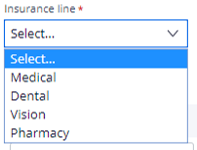 Insurance line *
Select...
Select...
Medical
Dental
Vision
Pharmacy